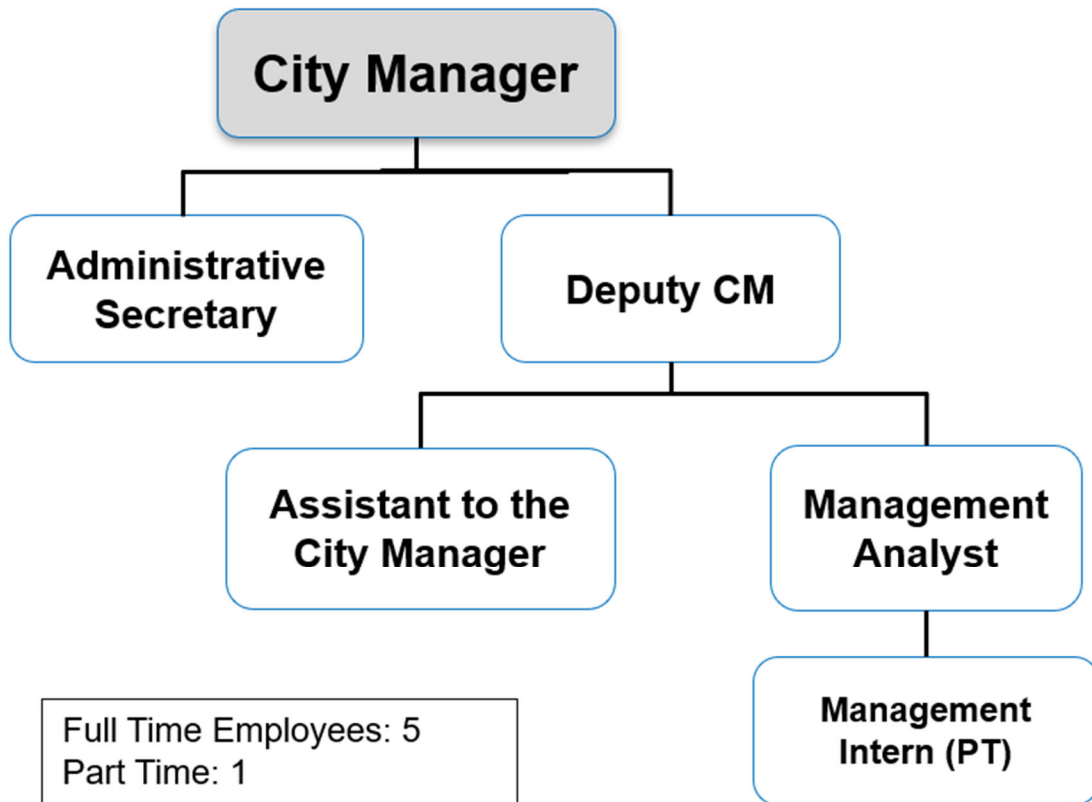 City Manager
Administrative
Secretary
Deputy CM
Assistant to the
City Manager
Management
Analyst
Management
Intern (PT)
Full Time Employees: 5
Part Time: 1